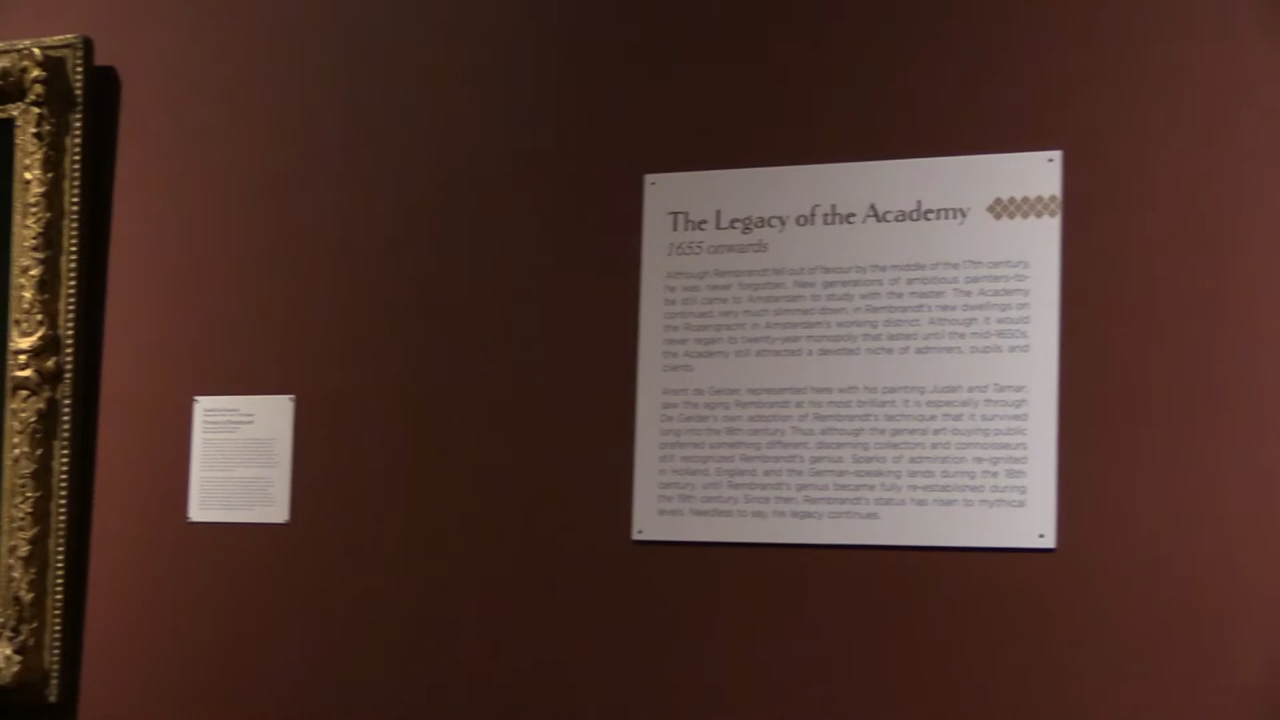 The Legacy of the Academy
1655 onwards
Although Rembrandt fell out of favour by the middle of the 17th century,
he was never forgotten. New generations of ambitious painters-to-
be still came to Amsterdam to study with the master. The Academy
continued, very much slimmed down, in Rembrandt's new dwellings on
the Rozengracht in Amsterdam's working district. Although it would
never regain its twenty-year monopoly that lasted until the mid-1650s,
the Academy still attracted a devoted niche of admirers, pupils and
clients.
Arent de Gelder, represented here with his painting Judah and Tamar,
saw the aging Rembrandt at his most brilliant. It is especially through
De Gelder's own adoption of Rembrandt's technique that it survived
long into the 18th century. Thus, although the general art-buying public
preferred something different, discerning collectors and connoisseurs
still recognized Rembrandt's genius. Sparks of admiration re-ignited
in Holland, England, and the German-speaking lands during the 18th
century until Rembrandt's genius became fully re-established during
the 19th century. Since then, Rembrandt's status has risen to mythical
levels. Needless to say, his legacy continues.